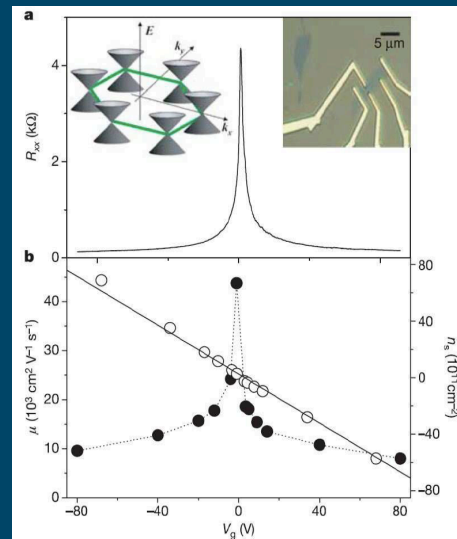 a
E
k_y
k_x
5 μm
4
2
0
R_xx (kΩ)
b
80
40
0
−40
−80
n_s (10^11 cm^−2)
40
30
20
10
0
μ (10^3 cm^2 V^−1 s^−1)
−80
−40
0
40
80
V_g (V)